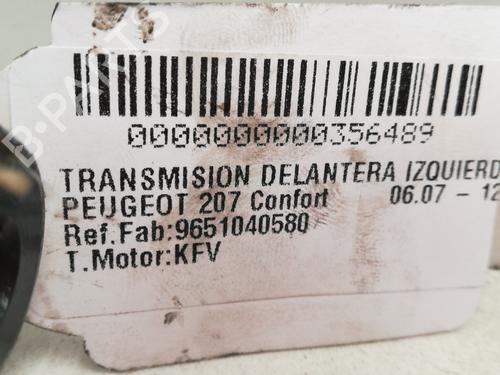 0000000000356489
TRANSMISION DELANTERA IZQUIERD
PEUGEOT 207 Confort 06.07 - 12
Ref.Fab:9651040580
T.Motor:KFV
B-PARTS